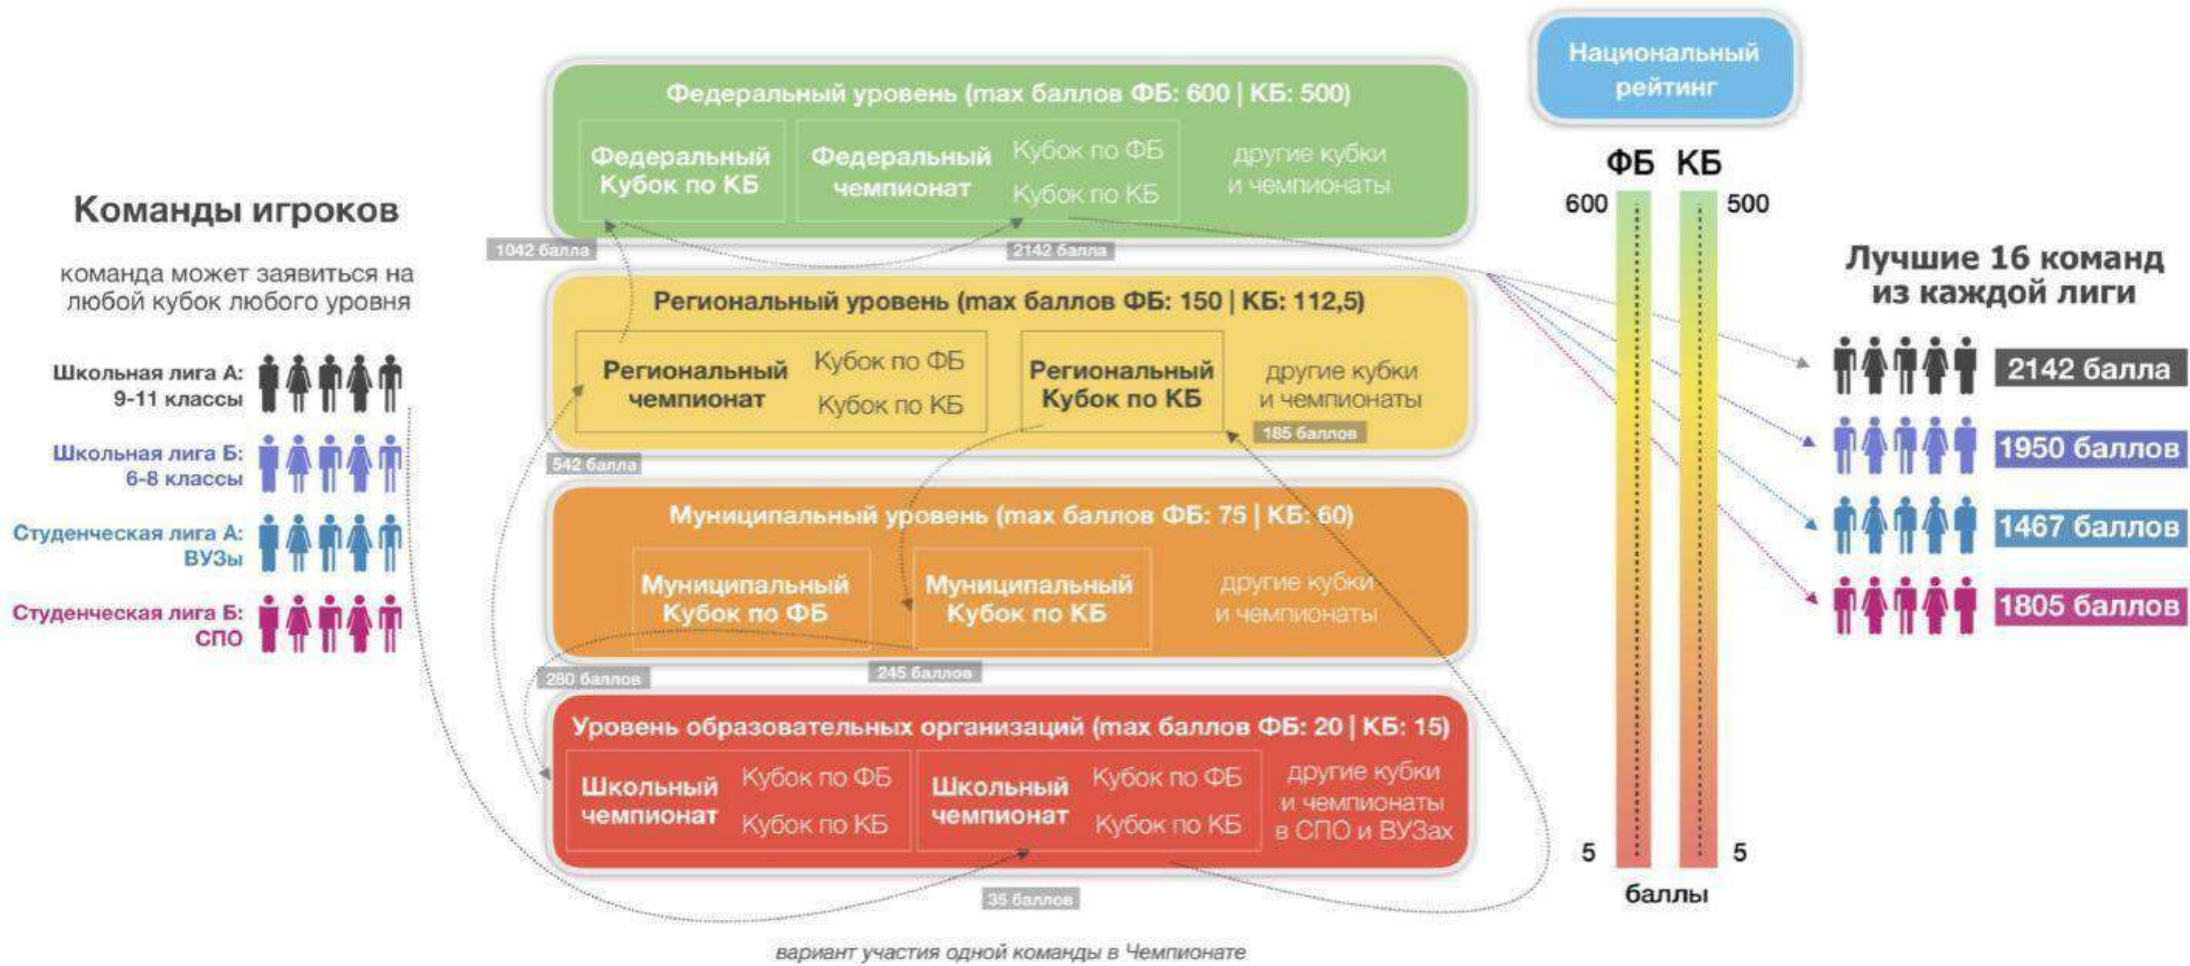 Национальный
рейтинг
ФБ КБ
600
500
5
5
баллы
Команды игроков
команда может заявиться на
любой кубок любого уровня
Школьная лига А:
9-11 классы
Школьная лига Б:
6-8 классы
Студенческая лига А:
ВУЗы
Студенческая лига Б:
СПО
Федеральный уровень (max баллов ФБ: 600 | КБ: 500)
Федеральный
Кубок по КБ
Федеральный
чемпионат
Кубок по ФБ
Кубок по КБ
другие кубки
и чемпионаты
1042 балла
2142 балла
Региональный уровень (max баллов ФБ: 150 | КБ: 112,5)
Региональный
чемпионат
Кубок по ФБ
Кубок по КБ
Региональный
Кубок по КБ
другие кубки
и чемпионаты
185 баллов
542 балла
Муниципальный уровень (max баллов ФБ: 75 | КБ: 60)
Муниципальный
Кубок по ФБ
Муниципальный
Кубок по КБ
другие кубки
и чемпионаты
280 баллов
245 баллов
Уровень образовательных организаций (max баллов ФБ: 20 | КБ: 15)
Школьный
чемпионат
Кубок по ФБ
Кубок по КБ
Школьный
чемпионат
Кубок по ФБ
Кубок по КБ
другие кубки
и чемпионаты
в СПО и ВУЗах
35 баллов
вариант участия одной команды в Чемпионате
Лучшие 16 команд
из каждой лиги
2142 балла
1950 баллов
1467 баллов
1805 баллов